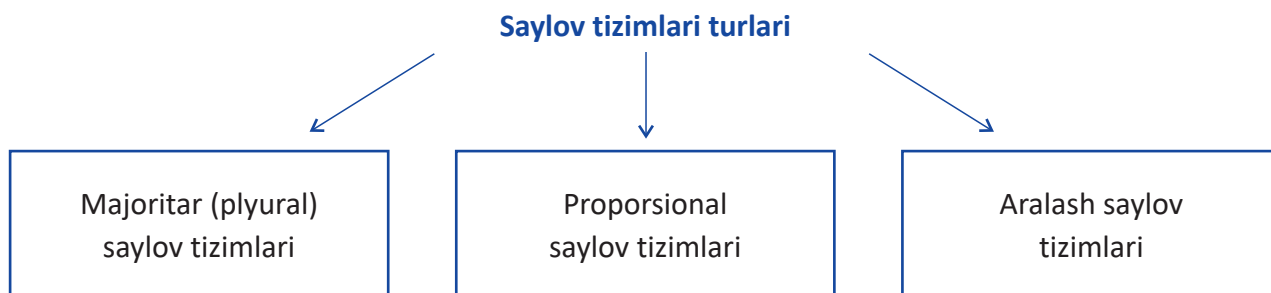 Saylov tizimlari turlari
Majoritar (plyural)
saylov tizimlari
Proporsional
saylov tizimlari
Aralash saylov
tizimlari